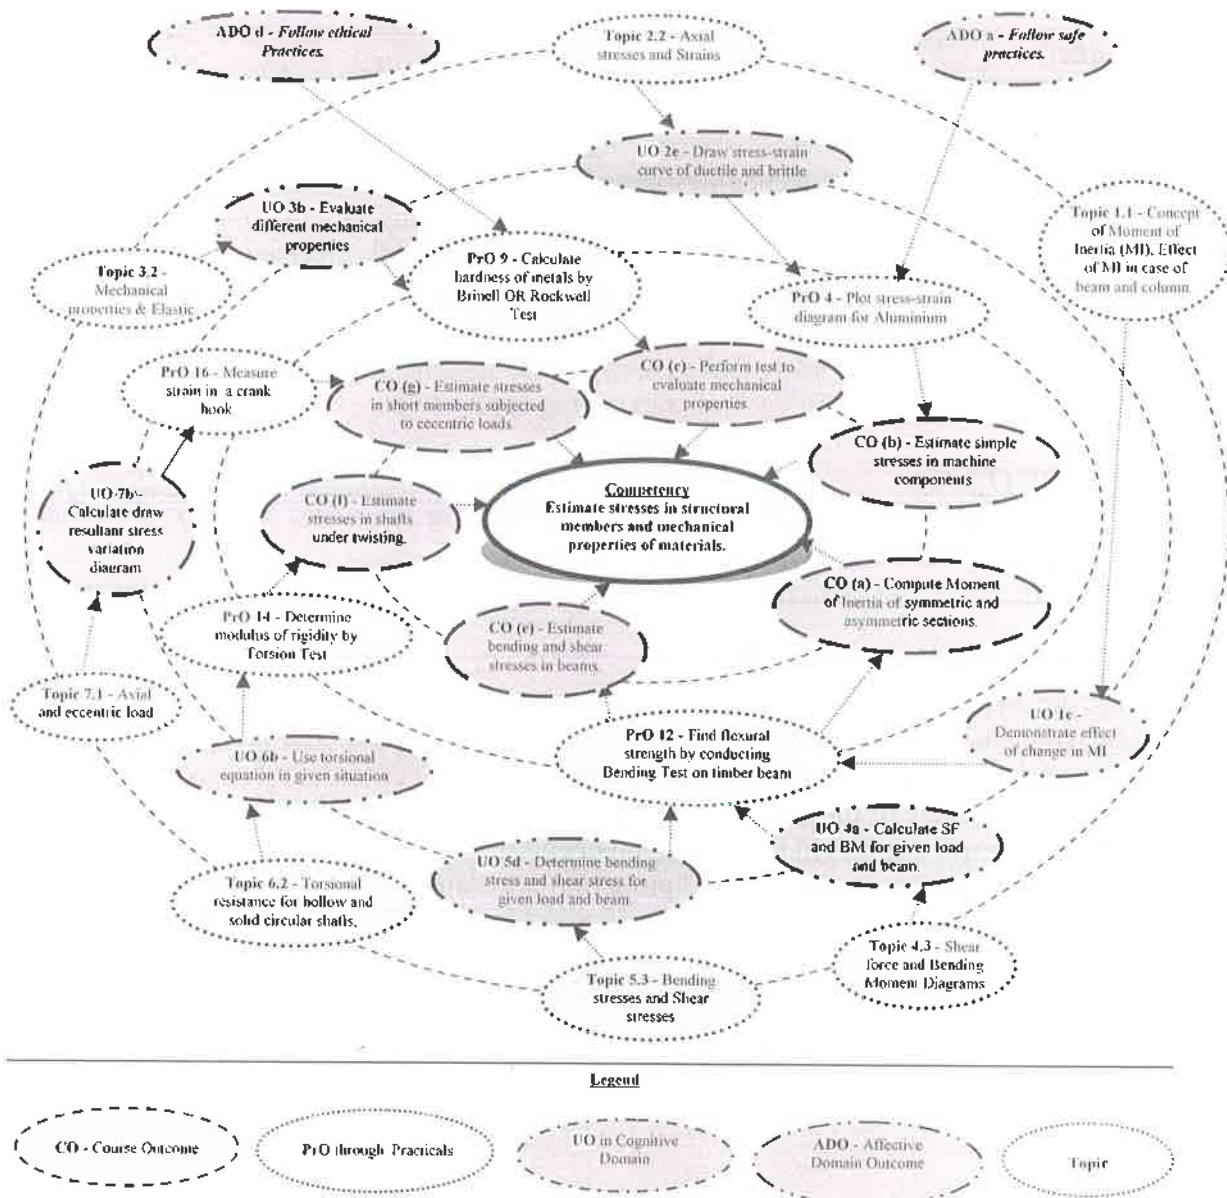 ADO d - Follow ethical
Practices.
Topic 2.2 - Axial
stresses and Strains
ADO a - Follow safe
practices.
UO 2e - Draw stress-strain
curve of ductile and brittle
UO 3b - Evaluate
different mechanical
properties
Topic 1.1 - Concept
of Moment of
Inertia (MI), Effect
of MI in case of
beam and column.
Topic 3.2 -
Mechanical
properties & Elastic
PrO 9 - Calculate
hardness of metals by
Brinell OR Rockwell
Test
PrO 4 - Plot stress-strain
diagram for Aluminium
PrO 16 - Measure
strain in a crank
hook
CO (g) - Estimate stresses
in short members subjected
to eccentric loads
CO (c) - Perform test to
evaluate mechanical
properties.
CO (b) - Estimate simple
stresses in machine
components
UO 7b -
Calculate draw
resultant stress
variation
diagram
CO (f) - Estimate
stresses in shafts
under twisting.
Competency
Estimate stresses in structural
members and mechanical
properties of materials.
CO (a) - Compute Moment
of Inertia of symmetric and
asymmetric sections.
PrO 14 - Determine
modulus of rigidity by
Torsion Test
CO (e) - Estimate
bending and shear
stresses in beams.
Topic 7.1 - Axial
and eccentric load
PrO 12 - Find flexural
strength by conducting
Bending Test on timber beam
UO 1c -
Demonstrate effect
of change in MI
UO 6b - Use torsional
equation in given situation
UO 4a - Calculate SF
and BM for given load
and beam.
UO 5d - Determine bending
stress and shear stress for
given load and beam.
Topic 6.2 - Torsional
resistance for hollow and
solid circular shafts.
Topic 4.3 - Shear
force and Bending
Moment Diagrams
Topic 5.3 - Bending
stresses and Shear
stresses
Legend
CO - Course Outcome
PrO through Practicals
UO in Cognitive
Domain
ADO - Affective
Domain Outcome
Topic